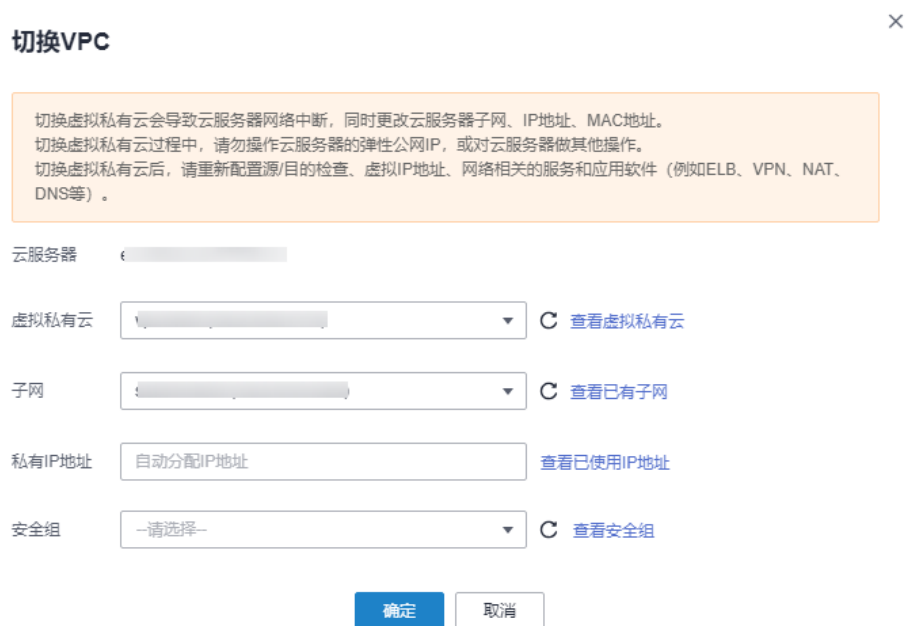 切换VPC
切换虚拟私有云会导致云服务器网络中断，同时更改云服务器子网、IP地址、MAC地址。
切换虚拟私有云过程中，请勿操作云服务器的弹性公网IP，或对云服务器做其他操作。
切换虚拟私有云后，请重新配置源/目的检查、虚拟IP地址、网络相关的服务和应用软件（例如ELB、VPN、NAT、
DNS等）。
云服务器
虚拟私有云 查看虚拟私有云
子网 查看已有子网
私有IP地址 自动分配IP地址 查看已使用IP地址
安全组 --请选择-- 查看安全组
确定 取消